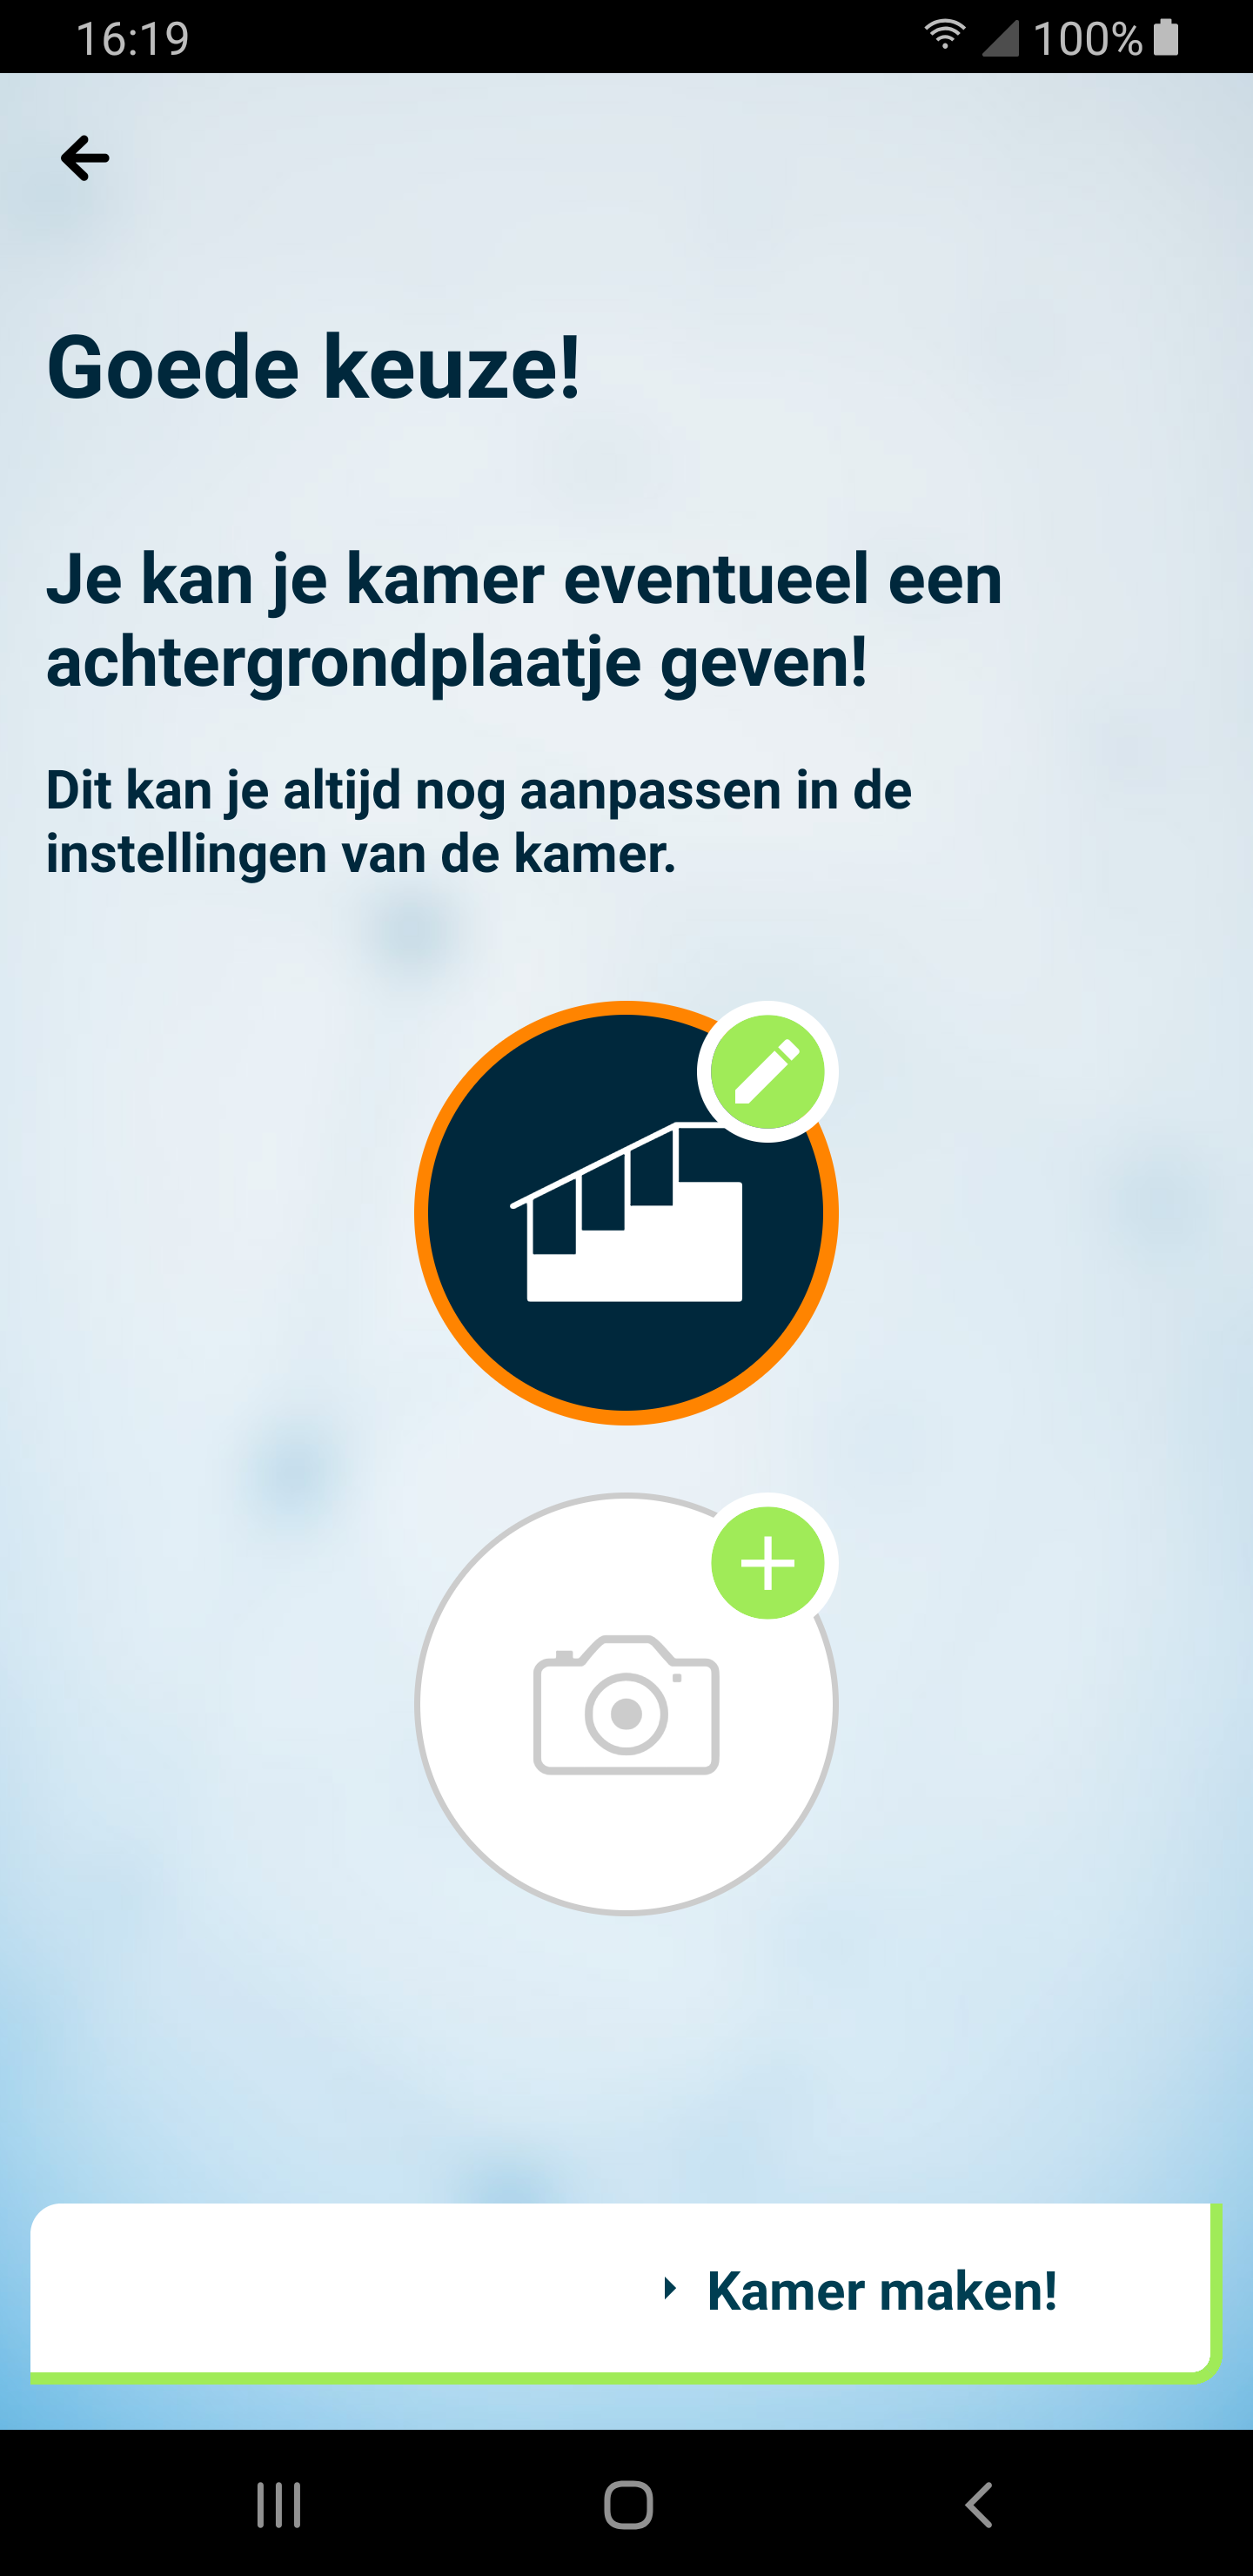 16:19
100%
Goede keuze!
Je kan je kamer eventueel een
achtergrondplaatje geven!
Dit kan je altijd nog aanpassen in de
instellingen van de kamer.
Kamer maken!